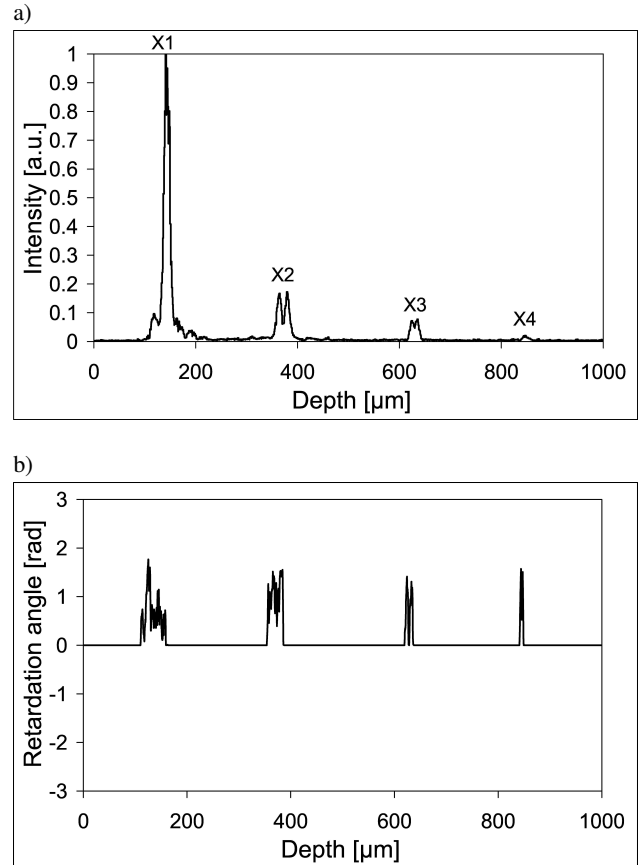 a)
X1
1
0.9
0.8
0.7
0.6
0.5
0.4
0.3
0.2
0.1
0
Intensity [a.u.]
X2
X3
X4
0 200 400 600 800 1000
Depth [µm]
b)
3
2
1
0
-1
-2
-3
Retardation angle [rad]
0 200 400 600 800 1000
Depth [µm]